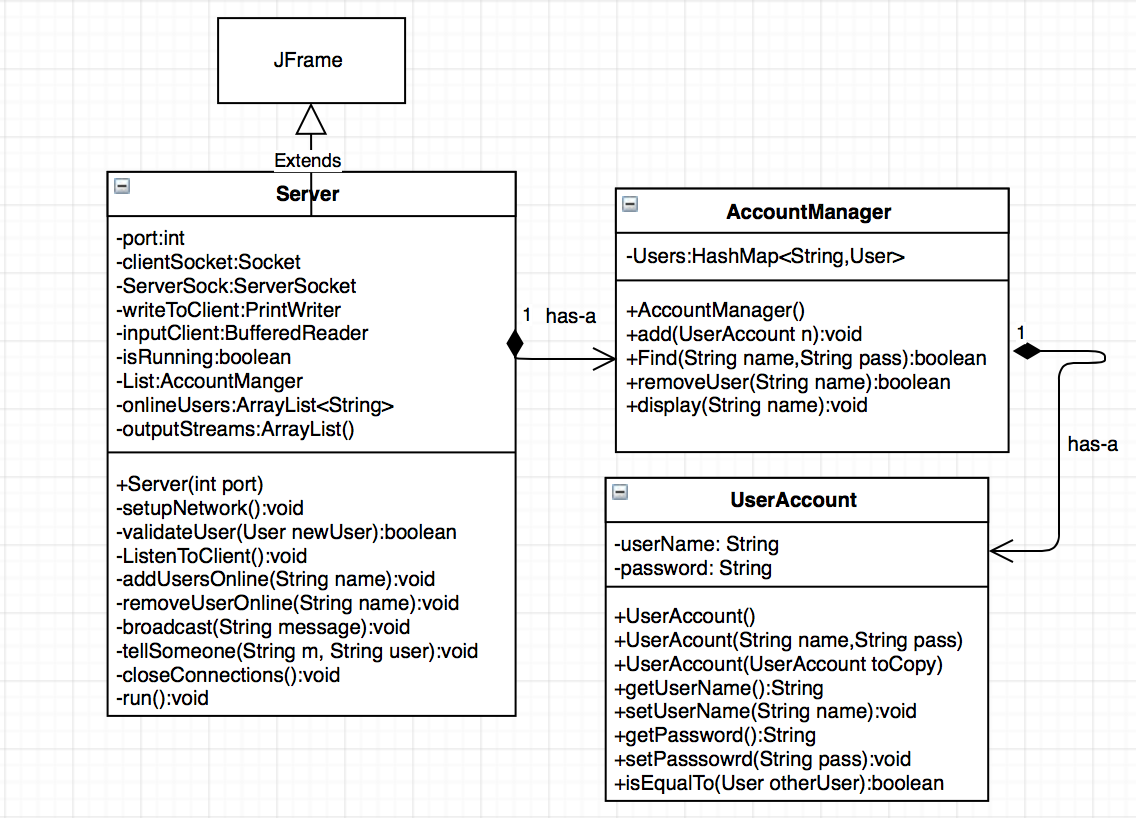 JFrame
Extends
Server
-port:int
-clientSocket:Socket
-ServerSock:ServerSocket
-writeToClient:PrintWriter
-inputClient:BufferedReader
-isRunning:boolean
-List:AccountManger
-onlineUsers:ArrayList<String>
-outputStreams:ArrayList()
+Server(int port)
-setupNetwork():void
-validateUser(User newUser):boolean
-ListenToClient():void
-addUsersOnline(String name):void
-removeUserOnline(String name):void
-broadcast(String message):void
-tellSomeone(String m, String user):void
-closeConnections():void
-run():void
1 has-a
AccountManager
-Users:HashMap<String,User>
+AccountManager()
+add(UserAccount n):void
+Find(String name,String pass):boolean
+removeUser(String name):boolean
+display(String name):void
1
has-a
UserAccount
-userName: String
-password: String
+UserAccount()
+UserAcount(String name,String pass)
+UserAccount(UserAccount toCopy)
+getUserName():String
+setUserName(String name):void
+getPassword():String
+setPasssowrd(String pass):void
+isEqualTo(User otherUser):boolean